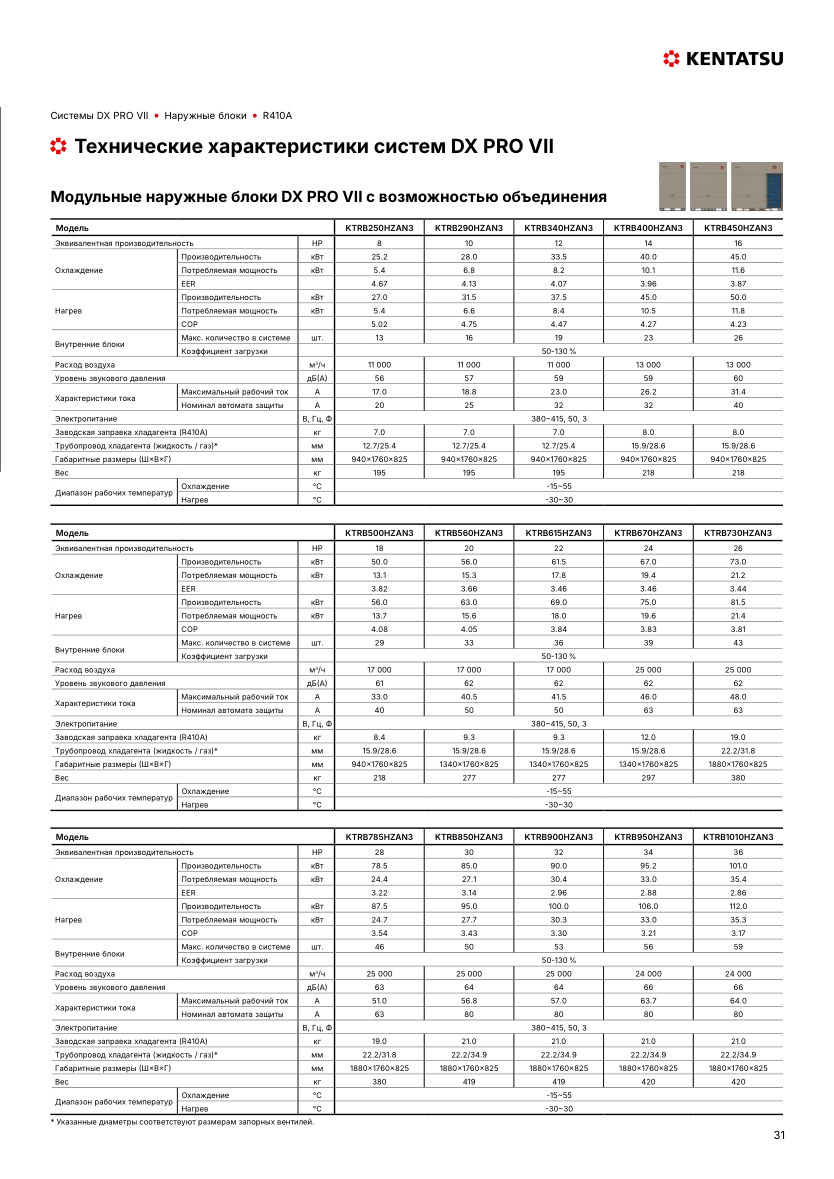 KENTATSU
Системы DX PRO VII • Наружные блоки • R410A
Технические характеристики систем DX PRO VII
Модульные наружные блоки DX PRO VII с возможностью объединения
Модель KTRB250HZAN3 KTRB290HZAN3 KTRB340HZAN3 KTRB400HZAN3 KTRB450HZAN3
Эквивалентная производительность HP 8 10 12 14 16
Охлаждение Производительность кВт 25.2 28.0 33.5 40.0 45.0
Потребляемая мощность кВт 5.4 6.8 8.2 10.1 11.6
EER 4.67 4.13 4.07 3.96 3.87
Нагрев Производительность кВт 27.0 31.5 37.5 45.0 50.0
Потребляемая мощность кВт 5.4 6.6 8.4 10.5 11.8
COP 5.02 4.75 4.47 4.27 4.23
Внутренние блоки Макс. количество в системе шт. 13 16 19 23 26
Коэффициент загрузки 50-130 %
Расход воздуха м³/ч 11 000 11 000 11 000 13 000 13 000
Уровень звукового давления дБ(А) 56 57 59 59 60
Характеристики тока Максимальный рабочий ток А 17.0 18.8 23.0 26.2 31.4
Номинал автомата защиты А 20 25 32 32 40
Электропитание В, Гц, Ф 380~415, 50, 3
Заводская заправка хладагента (R410A) кг 7.0 7.0 7.0 8.0 8.0
Трубопровод хладагента (жидкость / газ)* мм 12.7/25.4 12.7/25.4 12.7/25.4 15.9/28.6 15.9/28.6
Габаритные размеры (Ш×В×Г) мм 940×1760×825 940×1760×825 940×1760×825 940×1760×825 940×1760×825
Вес кг 195 195 195 218 218
Диапазон рабочих температур Охлаждение °C -15~55
Нагрев °C -30~30
Модель KTRB500HZAN3 KTRB560HZAN3 KTRB615HZAN3 KTRB670HZAN3 KTRB730HZAN3
Эквивалентная производительность HP 18 20 22 24 26
Охлаждение Производительность кВт 50.0 56.0 61.5 67.0 73.0
Потребляемая мощность кВт 13.1 15.3 17.8 19.4 21.2
EER 3.82 3.66 3.46 3.46 3.44
Нагрев Производительность кВт 56.0 63.0 69.0 75.0 81.5
Потребляемая мощность кВт 13.7 15.6 18.0 19.6 21.4
COP 4.08 4.05 3.84 3.83 3.81
Внутренние блоки Макс. количество в системе шт. 29 33 36 39 43
Коэффициент загрузки 50-130 %
Расход воздуха м³/ч 17 000 17 000 17 000 25 000 25 000
Уровень звукового давления дБ(А) 61 62 62 62 62
Характеристики тока Максимальный рабочий ток А 33.0 40.5 41.5 46.0 48.0
Номинал автомата защиты А 40 50 50 63 63
Электропитание В, Гц, Ф 380~415, 50, 3
Заводская заправка хладагента (R410A) кг 8.4 9.3 9.3 12.0 19.0
Трубопровод хладагента (жидкость / газ)* мм 15.9/28.6 15.9/28.6 15.9/28.6 15.9/28.6 22.2/31.8
Габаритные размеры (Ш×В×Г) мм 940×1760×825 1340×1760×825 1340×1760×825 1340×1760×825 1880×1760×825
Вес кг 218 277 277 297 380
Диапазон рабочих температур Охлаждение °C -15~55
Нагрев °C -30~30
Модель KTRB785HZAN3 KTRB850HZAN3 KTRB900HZAN3 KTRB950HZAN3 KTRB1010HZAN3
Эквивалентная производительность HP 28 30 32 34 36
Охлаждение Производительность кВт 78.5 85.0 90.0 95.2 101.0
Потребляемая мощность кВт 24.4 27.1 30.4 33.0 35.4
EER 3.22 3.14 2.96 2.88 2.86
Нагрев Производительность кВт 87.5 95.0 100.0 106.0 112.0
Потребляемая мощность кВт 24.7 27.7 30.3 33.0 35.3
COP 3.54 3.43 3.30 3.21 3.17
Внутренние блоки Макс. количество в системе шт. 46 50 53 56 59
Коэффициент загрузки 50-130 %
Расход воздуха м³/ч 25 000 25 000 25 000 24 000 24 000
Уровень звукового давления дБ(А) 63 64 64 66 66
Характеристики тока Максимальный рабочий ток А 51.0 56.8 57.0 63.7 64.0
Номинал автомата защиты А 63 80 80 80 80
Электропитание В, Гц, Ф 380~415, 50, 3
Заводская заправка хладагента (R410A) кг 19.0 21.0 21.0 21.0 21.0
Трубопровод хладагента (жидкость / газ)* мм 22.2/31.8 22.2/34.9 22.2/34.9 22.2/34.9 22.2/34.9
Габаритные размеры (Ш×В×Г) мм 1880×1760×825 1880×1760×825 1880×1760×825 1880×1760×825 1880×1760×825
Вес кг 380 419 419 420 420
Диапазон рабочих температур Охлаждение °C -15~55
Нагрев °C -30~30
* Указанные диаметры соответствуют размерам запорных вентилей.
31